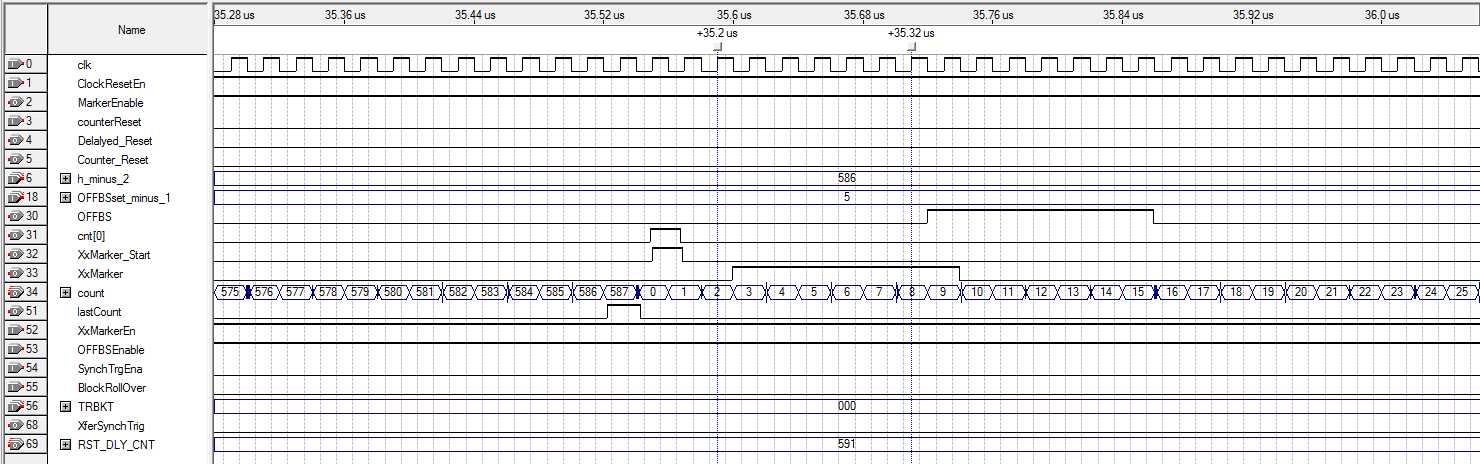 35.28 us 35.36 us 35.44 us 35.52 us 35.6 us 35.68 us 35.76 us 35.84 us 35.92 us 36.0 us
Name
+35.2 us +35.32 us
0 clk
1 ClockResetEn
2 MarkerEnable
3 counterReset
4 Delalyed_Reset
5 Counter_Reset
6 h_minus_2 586
18 OFFBSset_minus_1 5
30 OFFBS
31 cnt[0]
32 XxMarker_Start
33 XxMarker
34 count 575 576 577 578 579 580 581 582 583 584 585 586 587 0 1 2 3 4 5 6 7 8 9 10 11 12 13 14 15 16 17 18 19 20 21 22 23 24 25
51 lastCount
52 XxMarkerEn
53 OFFBSEnable
54 SynchTrgEna
55 BlockRollOver
56 TRBKT 000
68 XferSynchTrig
69 RST_DLY_CNT 591